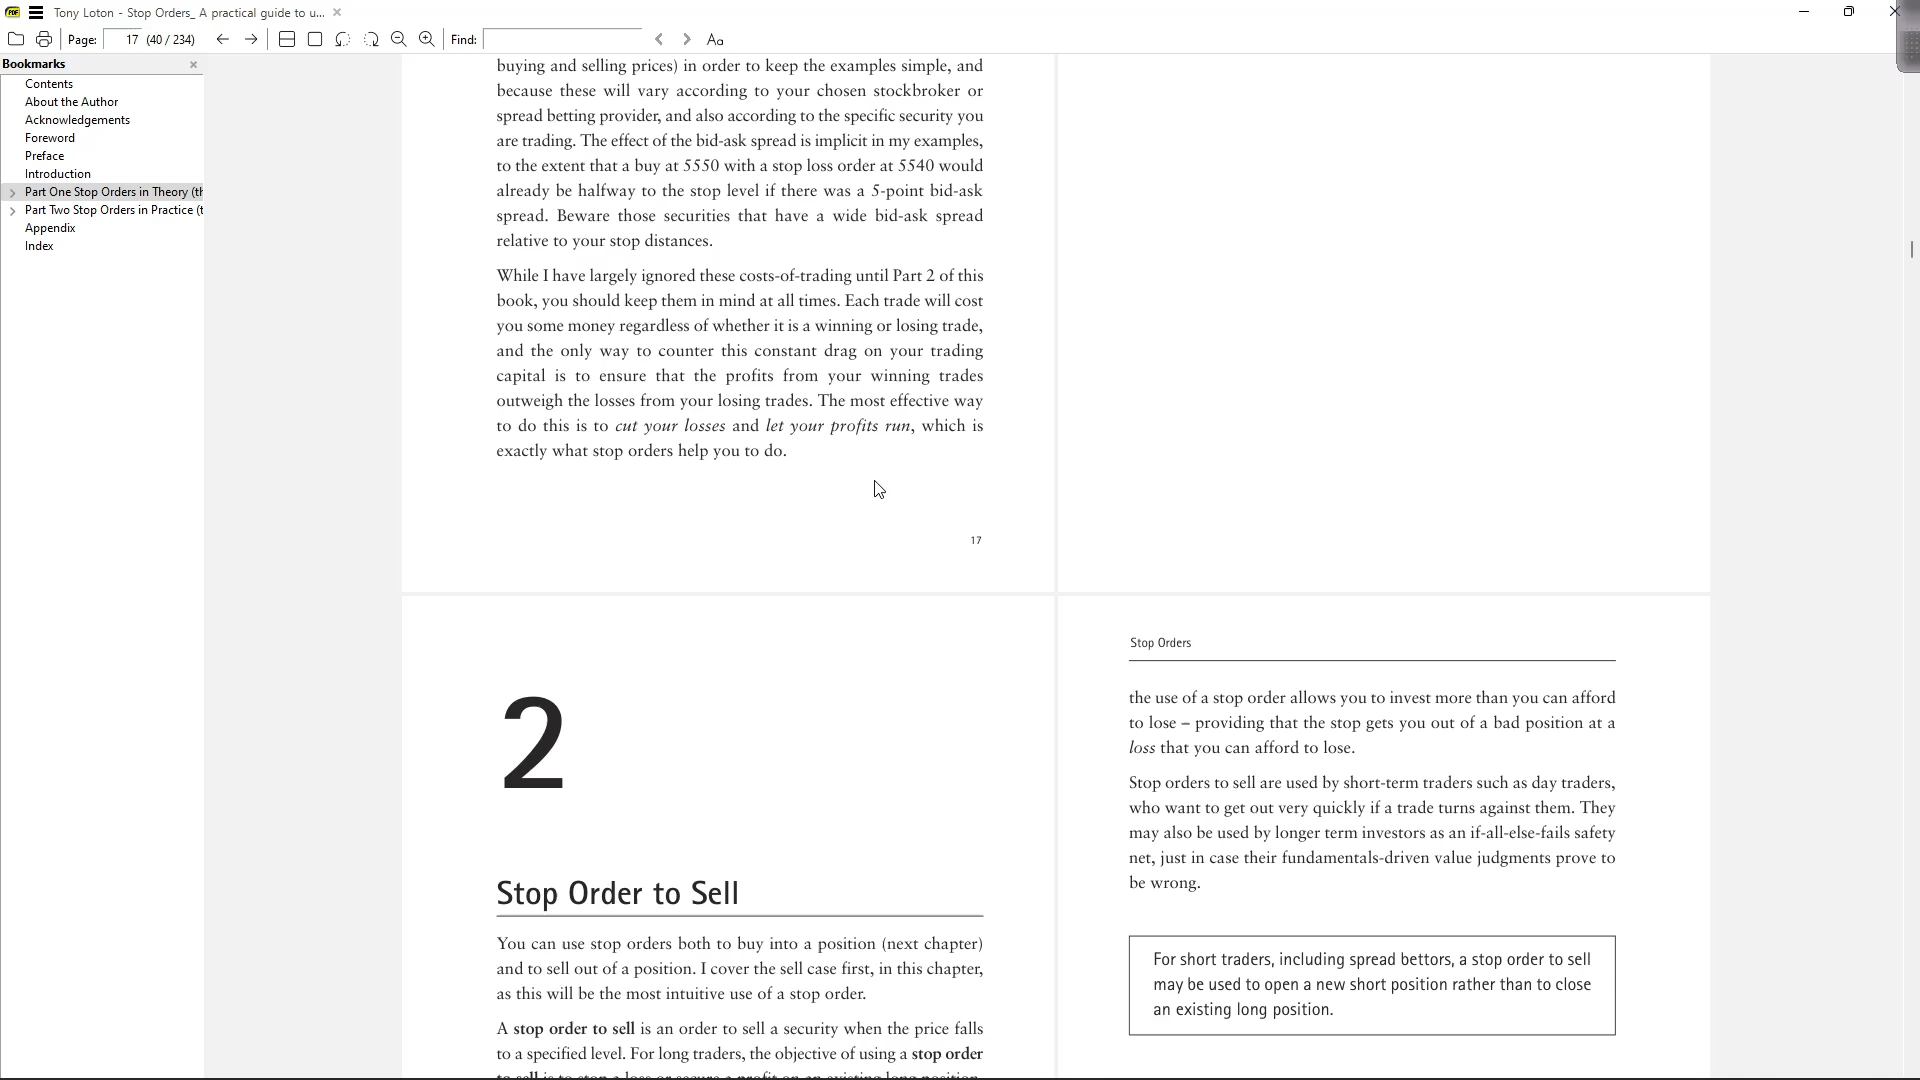 Tony Loton - Stop Orders_ A practical guide to u...
Page: 17 (40 / 234) Find: Aa
Bookmarks
Contents
About the Author
Acknowledgements
Foreword
Preface
Introduction
Part One Stop Orders in Theory (th
Part Two Stop Orders in Practice (t
Appendix
Index
buying and selling prices) in order to keep the examples simple, and
because these will vary according to your chosen stockbroker or
spread betting provider, and also according to the specific security you
are trading. The effect of the bid-ask spread is implicit in my examples,
to the extent that a buy at 5550 with a stop loss order at 5540 would
already be halfway to the stop level if there was a 5-point bid-ask
spread. Beware those securities that have a wide bid-ask spread
relative to your stop distances.
While I have largely ignored these costs-of-trading until Part 2 of this
book, you should keep them in mind at all times. Each trade will cost
you some money regardless of whether it is a winning or losing trade,
and the only way to counter this constant drag on your trading
capital is to ensure that the profits from your winning trades
outweigh the losses from your losing trades. The most effective way
to do this is to cut your losses and let your profits run, which is
exactly what stop orders help you to do.
17
2
Stop Order to Sell
You can use stop orders both to buy into a position (next chapter)
and to sell out of a position. I cover the sell case first, in this chapter,
as this will be the most intuitive use of a stop order.
A stop order to sell is an order to sell a security when the price falls
to a specified level. For long traders, the objective of using a stop order
to sell is to stop a loss or secure a profit on an existing long position
Stop Orders
the use of a stop order allows you to invest more than you can afford
to lose – providing that the stop gets you out of a bad position at a
loss that you can afford to lose.
Stop orders to sell are used by short-term traders such as day traders,
who want to get out very quickly if a trade turns against them. They
may also be used by longer term investors as an if-all-else-fails safety
net, just in case their fundamentals-driven value judgments prove to
be wrong.
For short traders, including spread bettors, a stop order to sell
may be used to open a new short position rather than to close
an existing long position.